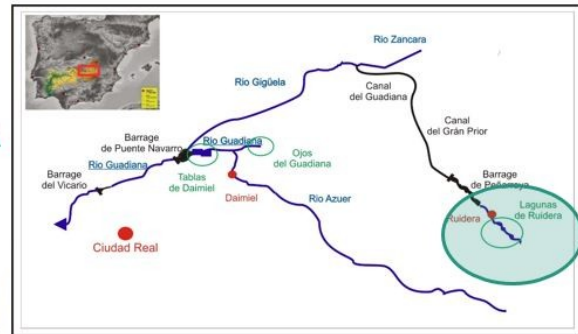 Rio Zancara
Rio Gigüela
Canal
del Guadiana
Canal
del Grán Prior
Barrage
de Puente Navarro
Rio Guadiana
Ojos
del Guadiana
Barrage
de Peñarroya
Rio Guadiana
Barrage
del Vicario
Tablas
de Daimiel
Daimiel
Rio Azuer
Ruidera
Lagunas
de Ruidera
Ciudad Real